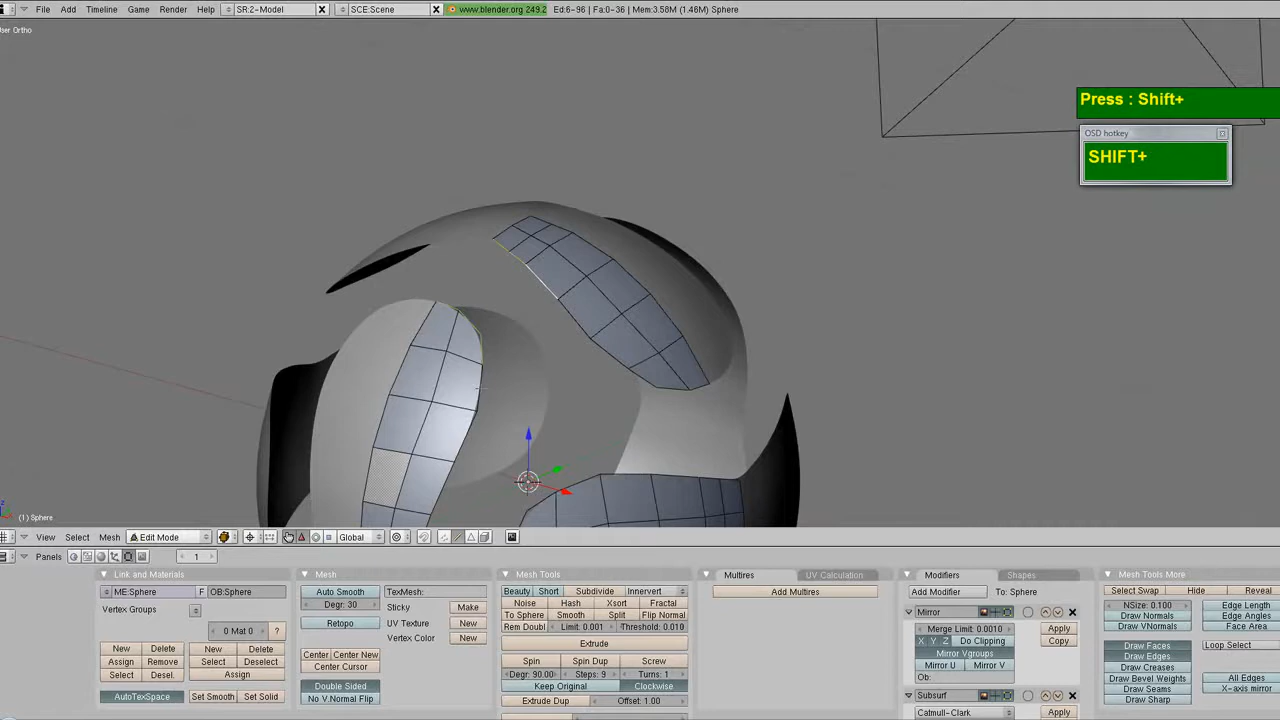 File Add Timeline Game Render Help SR:2-Model SCE:Scene www.blender.org 249.2 Ed:6-96 | Fa:0-36 | Mem:3.58M (1.46M) Sphere
User Ortho
Press : Shift+
OSD hotkey
SHIFT+
(1) Sphere
View Select Mesh Edit Mode Global
Panels 1
Link and Materials Mesh Mesh Tools Multires UV Calculation Modifiers Shapes Mesh Tools More
ME:Sphere F OB:Sphere Auto Smooth TexMesh: Beauty Short Subdivide Innervert Add Multires Add Modifier To: Sphere Select Swap Hide Reveal
Vertex Groups Degr: 30 Sticky Make Noise Hash Xsort Fractal Mirror NSize: 0.100 Edge Length
Retopo UV Texture New To Sphere Smooth Split Flip Normal Draw Normals Edge Angles
0 Mat 0 ? Vertex Color New Rem Doubl Limit: 0.001 Threshold: 0.010 Merge Limit: 0.0010 Apply Draw VNormals Face Area
New Delete New Delete Center Center New Extrude X Y Z Do Clipping Copy Draw Faces Loop Select
Assign Remove Select Deselect Center Cursor Spin Spin Dup Screw Mirror Vgroups Draw Edges
Select Desel. Assign Degr: 90.00 Steps: 9 Turns: 1 Mirror U Mirror V Draw Creases
Double Sided Keep Original Clockwise Ob: Draw Bevel Weights All Edges
AutoTexSpace Set Smooth Set Solid No V.Normal Flip Extrude Dup Offset: 1.00 Subsurf Draw Seams X-axis mirror
Draw Sharp
Catmull-Clark Apply